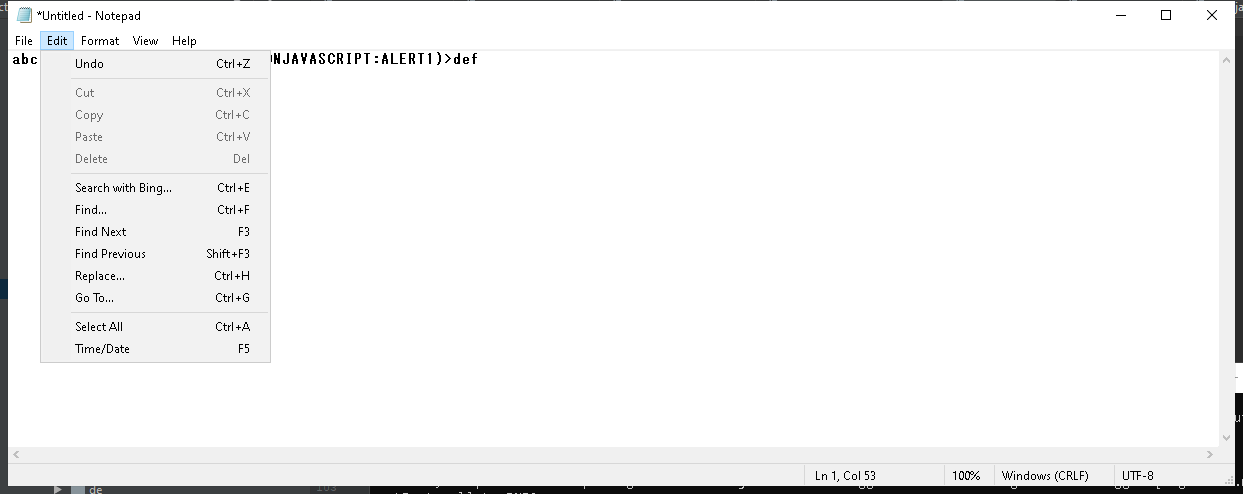 *Untitled - Notepad
File Edit Format View Help
abc NJAVASCRIPT:ALERT1)>def
Undo Ctrl+Z
Cut Ctrl+X
Copy Ctrl+C
Paste Ctrl+V
Delete Del
Search with Bing... Ctrl+E
Find... Ctrl+F
Find Next F3
Find Previous Shift+F3
Replace... Ctrl+H
Go To... Ctrl+G
Select All Ctrl+A
Time/Date F5
Ln 1, Col 53 100% Windows (CRLF) UTF-8
de